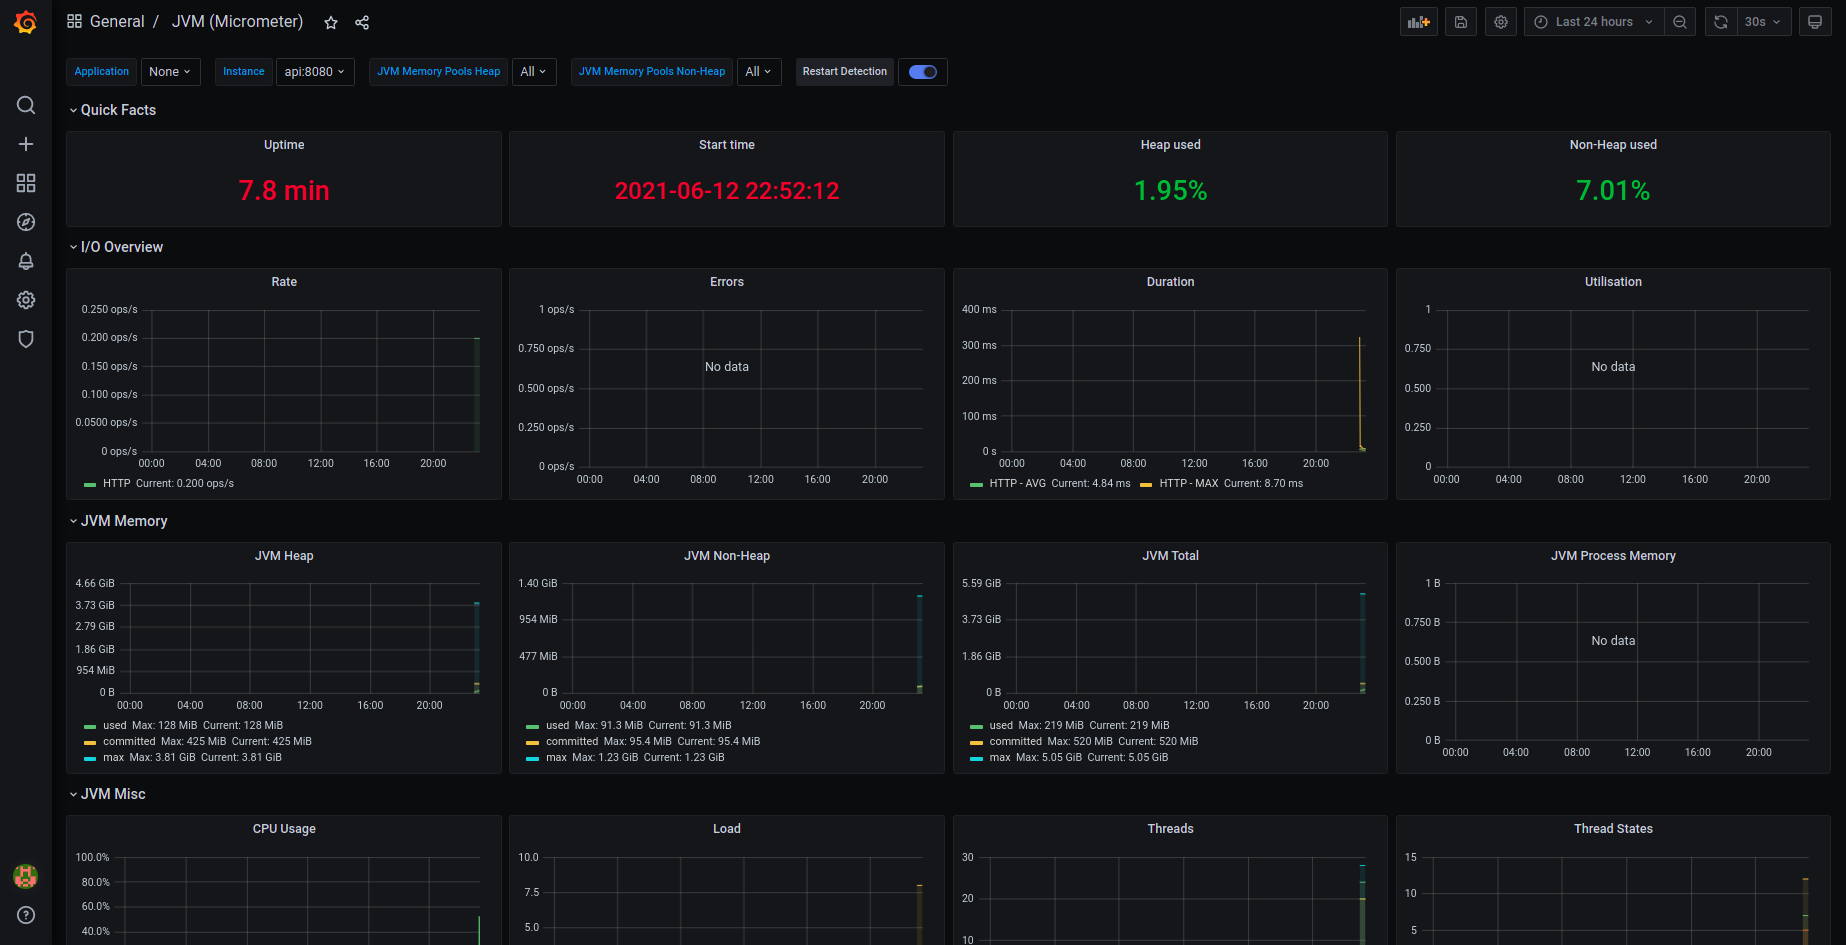 General / JVM (Micrometer)
Last 24 hours
30s
Application None
Instance api:8080
JVM Memory Pools Heap All
JVM Memory Pools Non-Heap All
Restart Detection
Quick Facts
Uptime
7.8 min
Start time
2021-06-12 22:52:12
Heap used
1.95%
Non-Heap used
7.01%
I/O Overview
Rate
0.250 ops/s
0.200 ops/s
0.150 ops/s
0.100 ops/s
0.0500 ops/s
0 ops/s
00:00 04:00 08:00 12:00 16:00 20:00
HTTP Current: 0.200 ops/s
Errors
1 ops/s
0.750 ops/s
0.500 ops/s
0.250 ops/s
0 ops/s
No data
00:00 04:00 08:00 12:00 16:00 20:00
Duration
400 ms
300 ms
200 ms
100 ms
0 s
00:00 04:00 08:00 12:00 16:00 20:00
HTTP - AVG Current: 4.84 ms HTTP - MAX Current: 8.70 ms
Utilisation
1
0.750
0.500
0.250
0
No data
00:00 04:00 08:00 12:00 16:00 20:00
JVM Memory
JVM Heap
4.66 GiB
3.73 GiB
2.79 GiB
1.86 GiB
954 MiB
0 B
00:00 04:00 08:00 12:00 16:00 20:00
used Max: 128 MiB Current: 128 MiB
committed Max: 425 MiB Current: 425 MiB
max Max: 3.81 GiB Current: 3.81 GiB
JVM Non-Heap
1.40 GiB
954 MiB
477 MiB
0 B
00:00 04:00 08:00 12:00 16:00 20:00
used Max: 91.3 MiB Current: 91.3 MiB
committed Max: 95.4 MiB Current: 95.4 MiB
max Max: 1.23 GiB Current: 1.23 GiB
JVM Total
5.59 GiB
3.73 GiB
1.86 GiB
0 B
00:00 04:00 08:00 12:00 16:00 20:00
used Max: 219 MiB Current: 219 MiB
committed Max: 520 MiB Current: 520 MiB
max Max: 5.05 GiB Current: 5.05 GiB
JVM Process Memory
1 B
0.750 B
0.500 B
0.250 B
0 B
No data
00:00 04:00 08:00 12:00 16:00 20:00
JVM Misc
CPU Usage
100.0%
80.0%
60.0%
40.0%
Load
10.0
7.5
5.0
Threads
30
20
10
Thread States
15
10
5